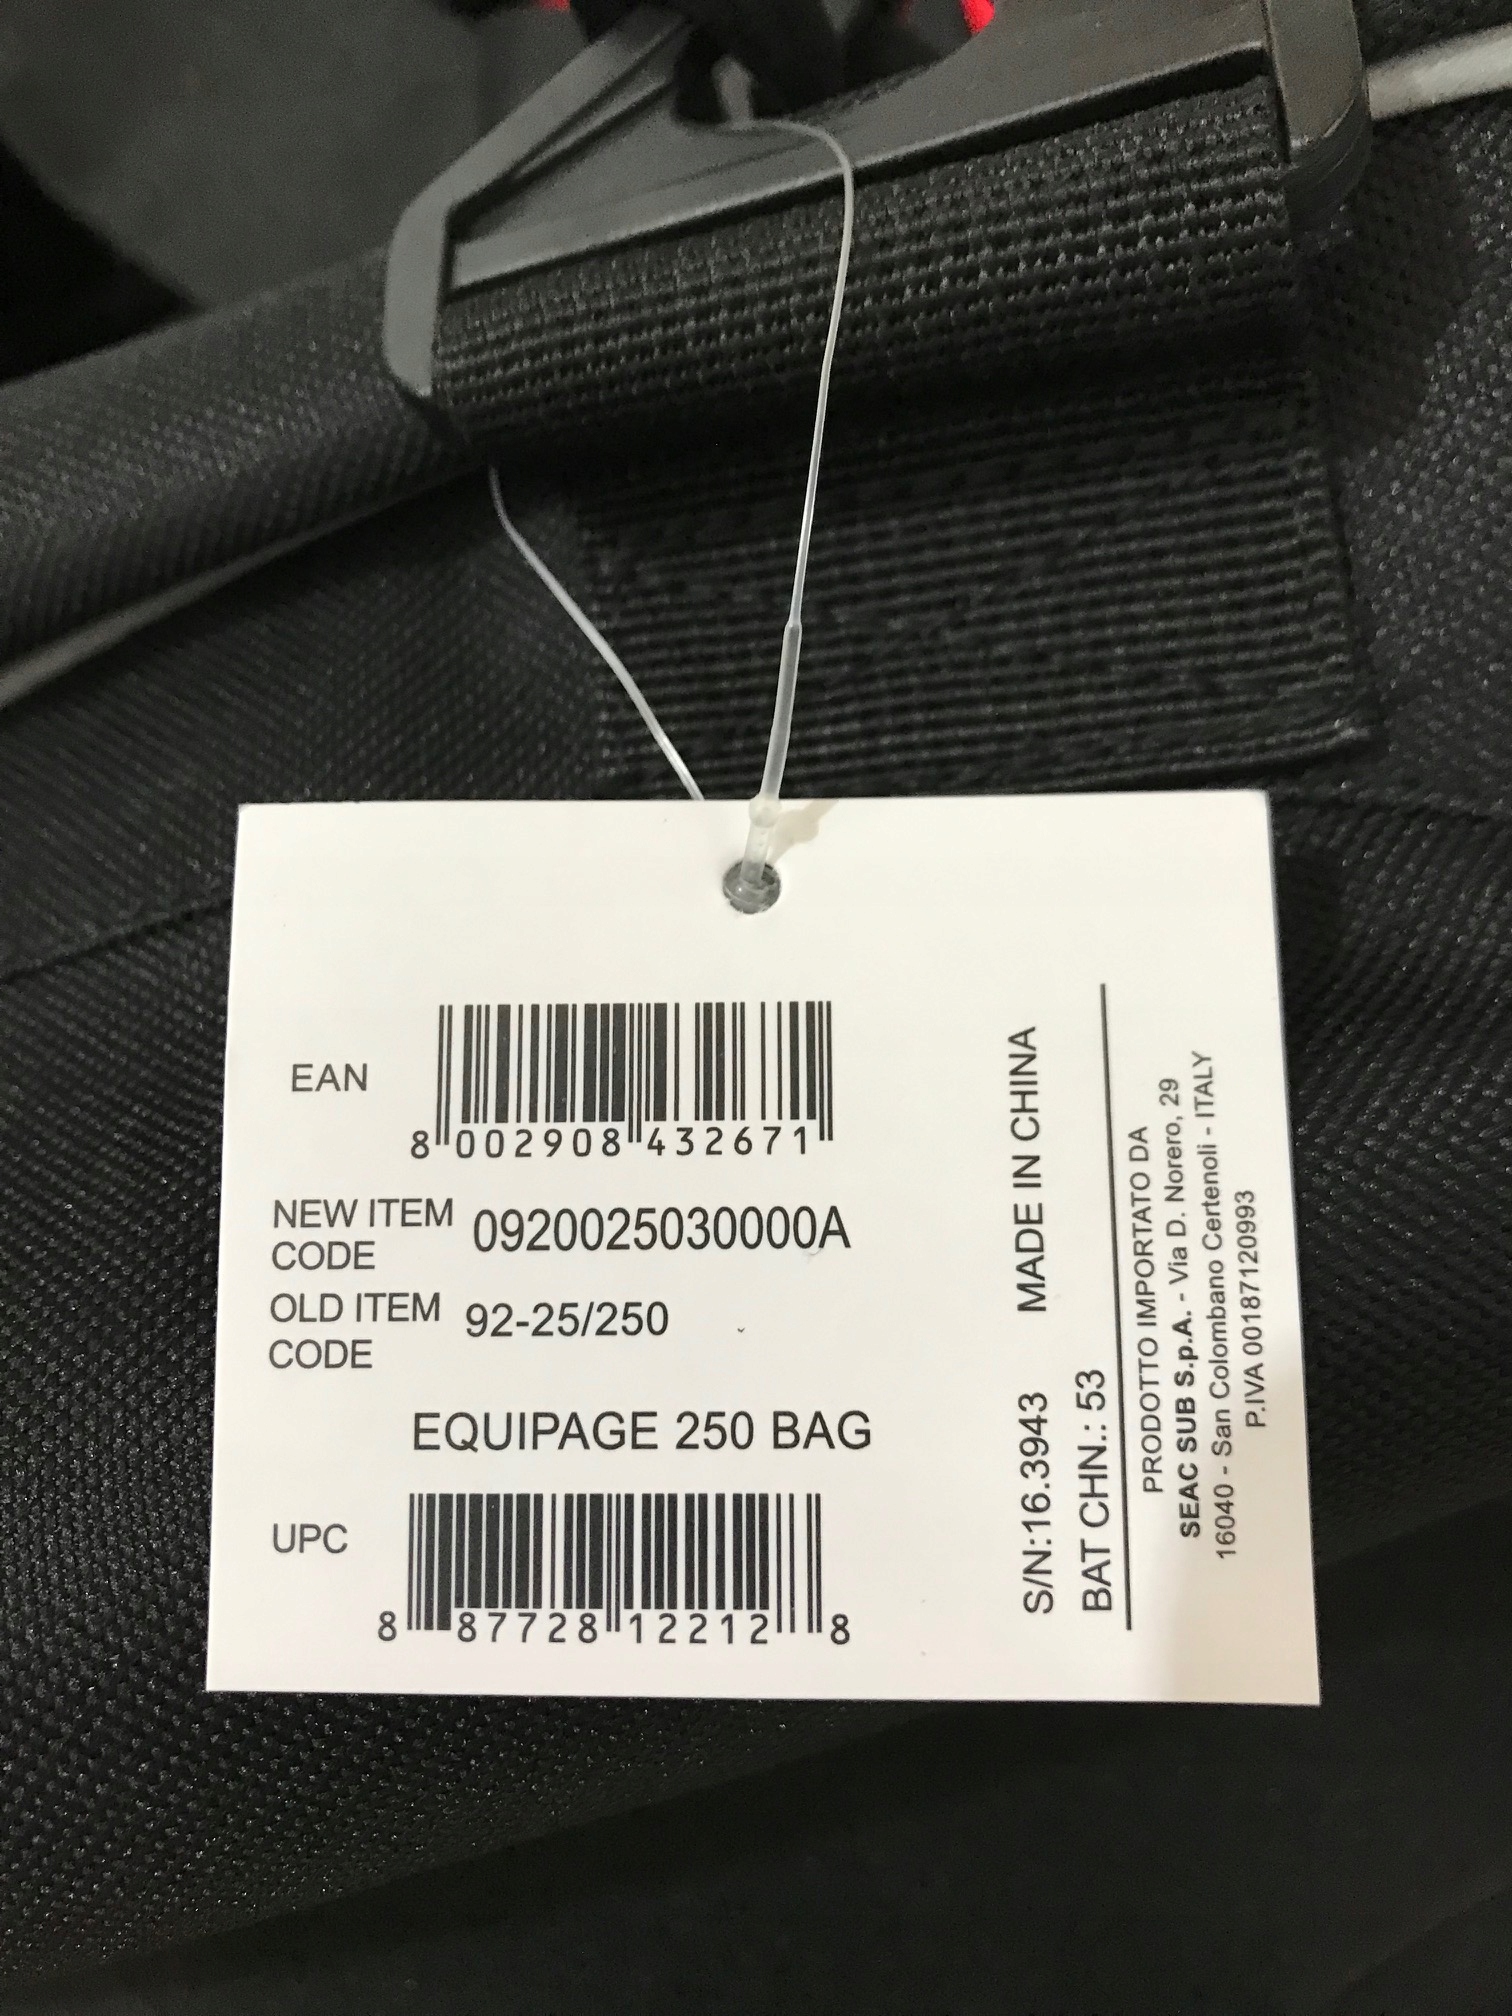 EAN
8 002908 432671
NEW ITEM CODE 0920025030000A
OLD ITEM CODE 92-25/250
EQUIPAGE 250 BAG
UPC
8 87728 12212 8
S/N:16.3943 MADE IN CHINA
BAT CHN.: 53
PRODOTTO IMPORTATO DA
SEAC SUB S.p.A. - Via D. Norero, 29
16040 - San Colombano Certenoli - ITALY
P.IVA 00187120993